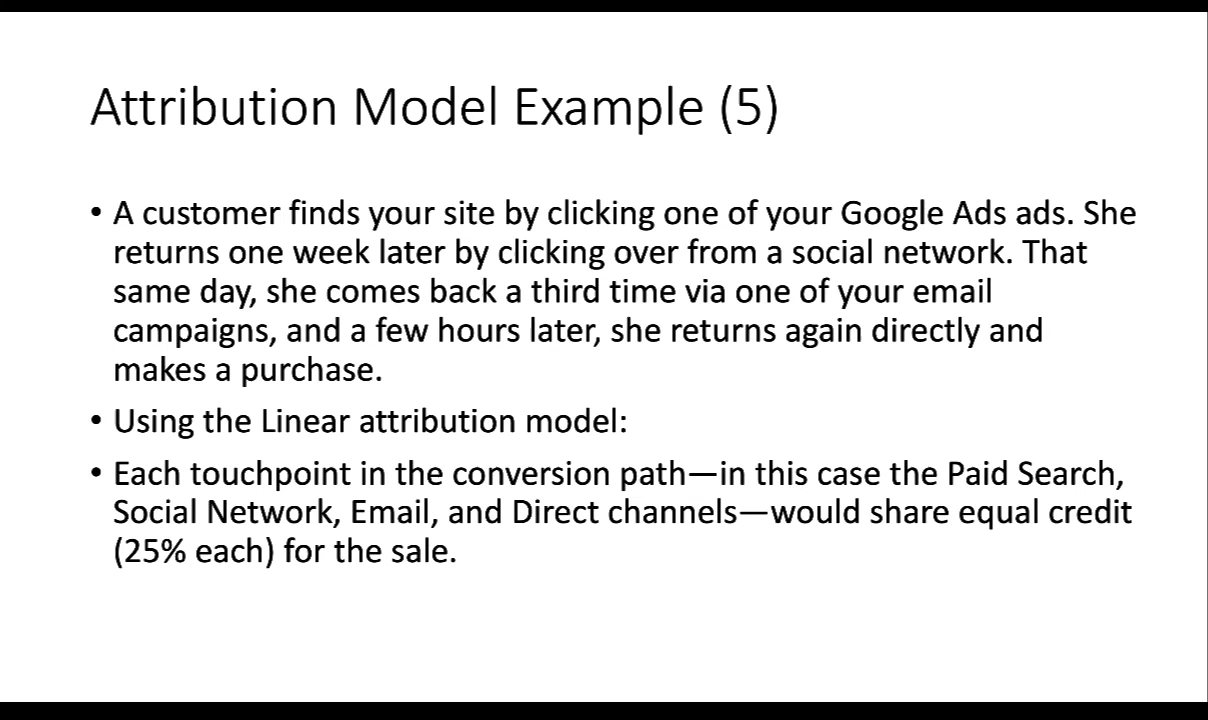 Attribution Model Example (5)
• A customer finds your site by clicking one of your Google Ads ads. She
returns one week later by clicking over from a social network. That
same day, she comes back a third time via one of your email
campaigns, and a few hours later, she returns again directly and
makes a purchase.
• Using the Linear attribution model:
• Each touchpoint in the conversion path—in this case the Paid Search,
Social Network, Email, and Direct channels—would share equal credit
(25% each) for the sale.